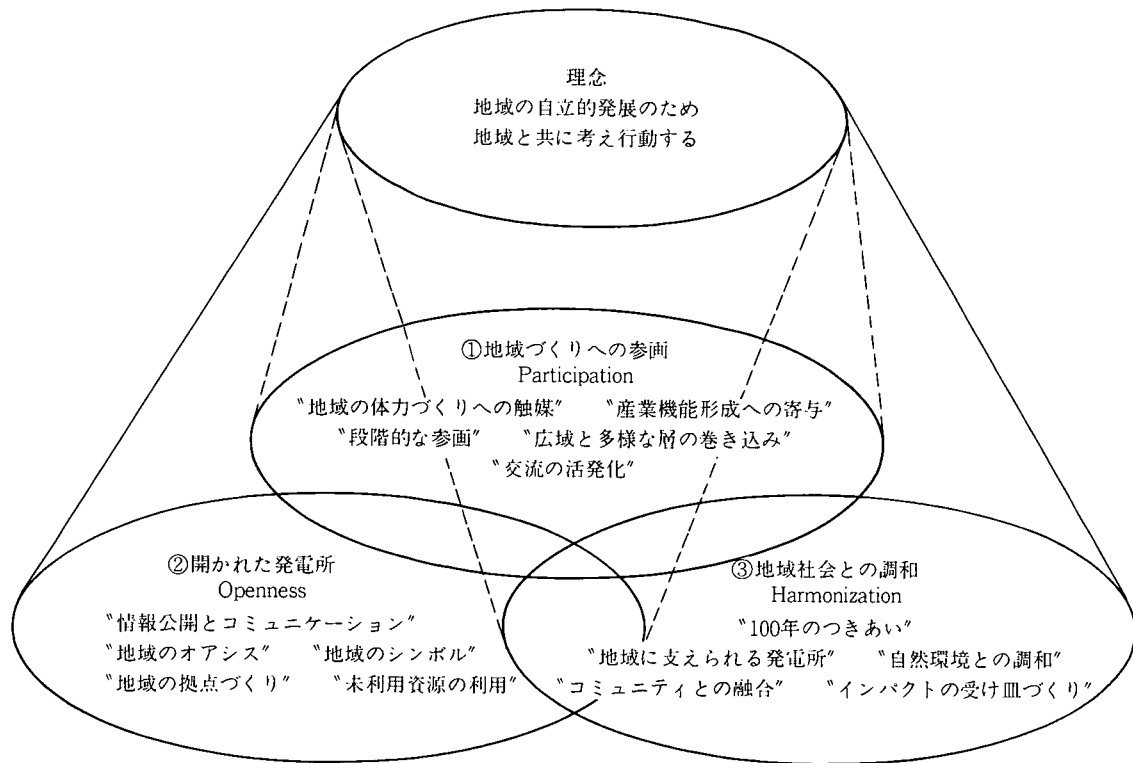 理念
地域の自立的発展のため
地域と共に考え行動する
①地域づくりへの参画
Participation
〝地域の体力づくりへの触媒〞 〝産業機能形成への寄与〞
〝段階的な参画〞 〝広域と多様な層の巻き込み〞
〝交流の活発化〞
②開かれた発電所
Openness
〝情報公開とコミュニケーション〞
〝地域のオアシス〞 〝地域のシンボル〞
〝地域の拠点づくり〞 〝未利用資源の利用〞
③地域社会との調和
Harmonization
〝100年のつきあい〞
〝地域に支えられる発電所〞 〝自然環境との調和〞
〝コミュニティとの融合〞 〝インパクトの受け皿づくり〞